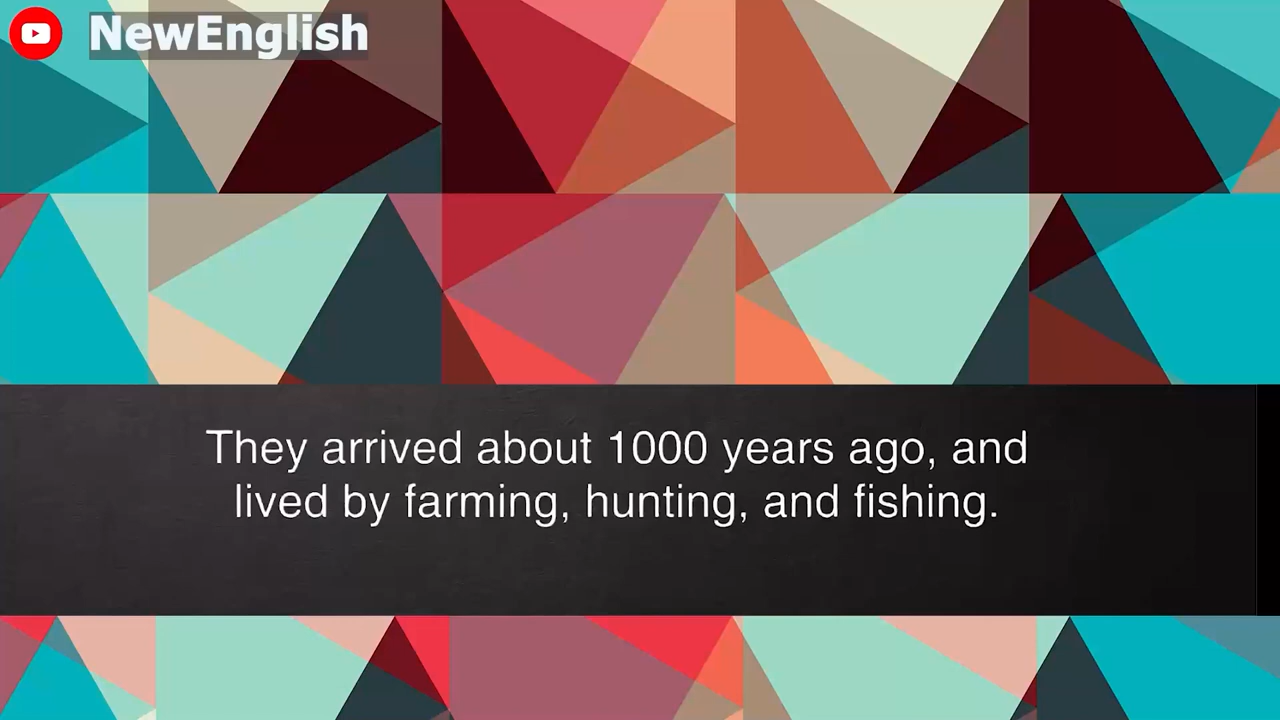 NewEnglish
They arrived about 1000 years ago, and
lived by farming, hunting, and fishing.